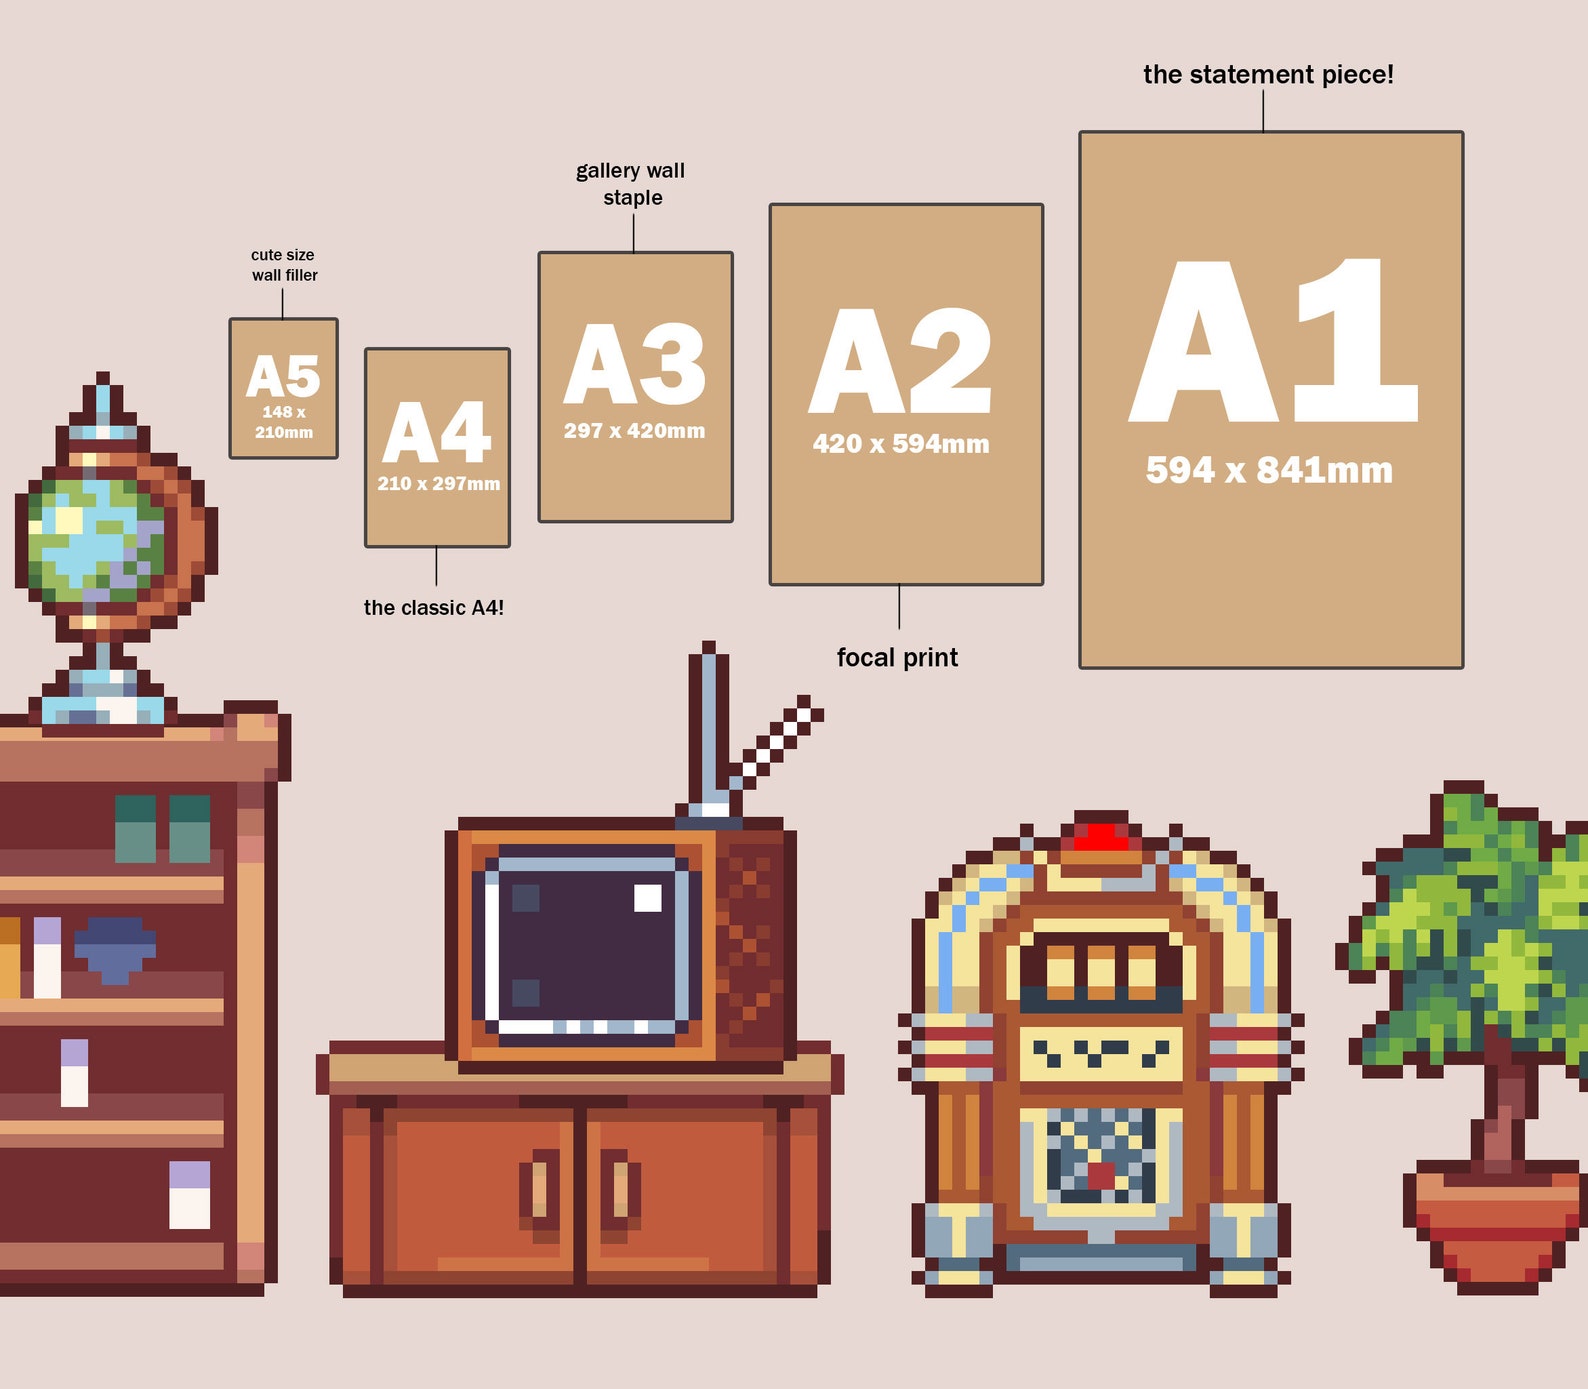 the statement piece!
A1
594 x 841mm
gallery wall
staple
A3
297 x 420mm
A2
420 x 594mm
focal print
cute size
wall filler
A5
148 x
210mm
A4
210 x 297mm
the classic A4!